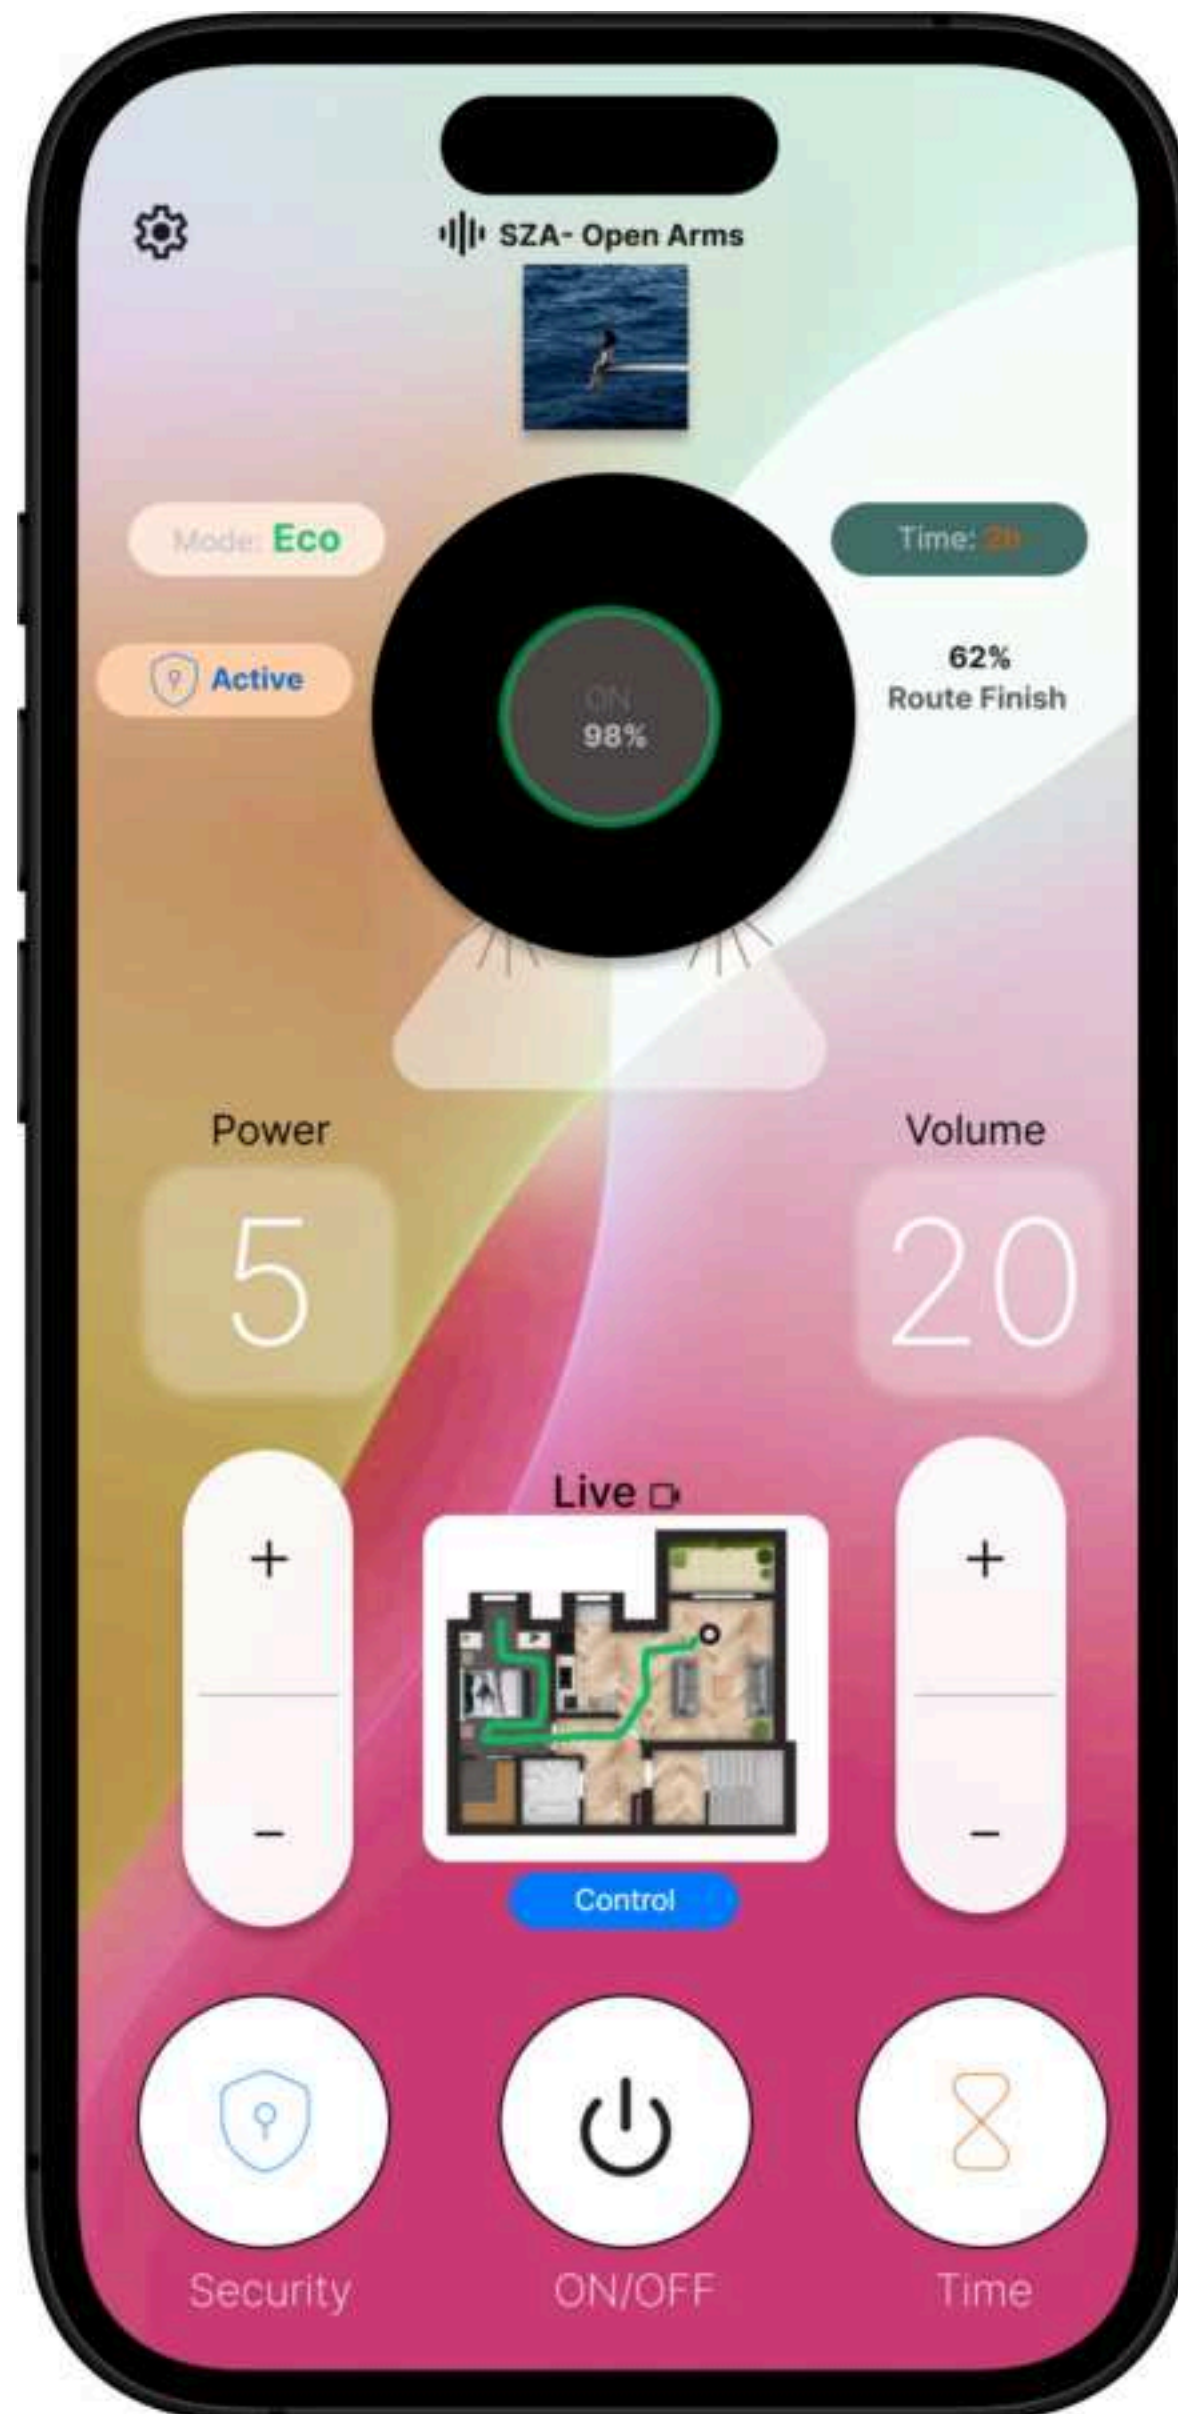 SZA- Open Arms
Mode: Eco
Time: 2h
Active
62%
Route Finish
ON
98%
Power
Volume
5
20
Live
+
+
−
−
Control
Security
ON/OFF
Time